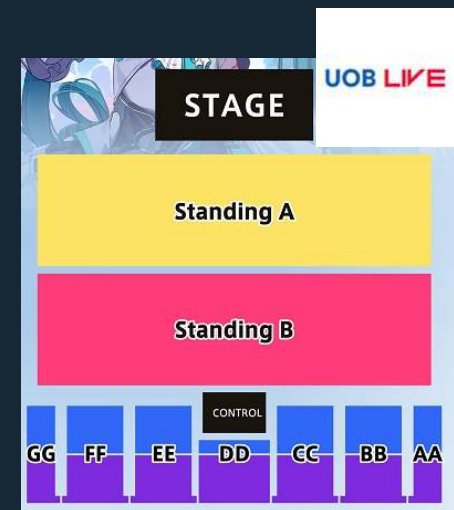 UOB LIVE
STAGE
Standing A
Standing B
CONTROL
GG FF EE DD CC BB AA